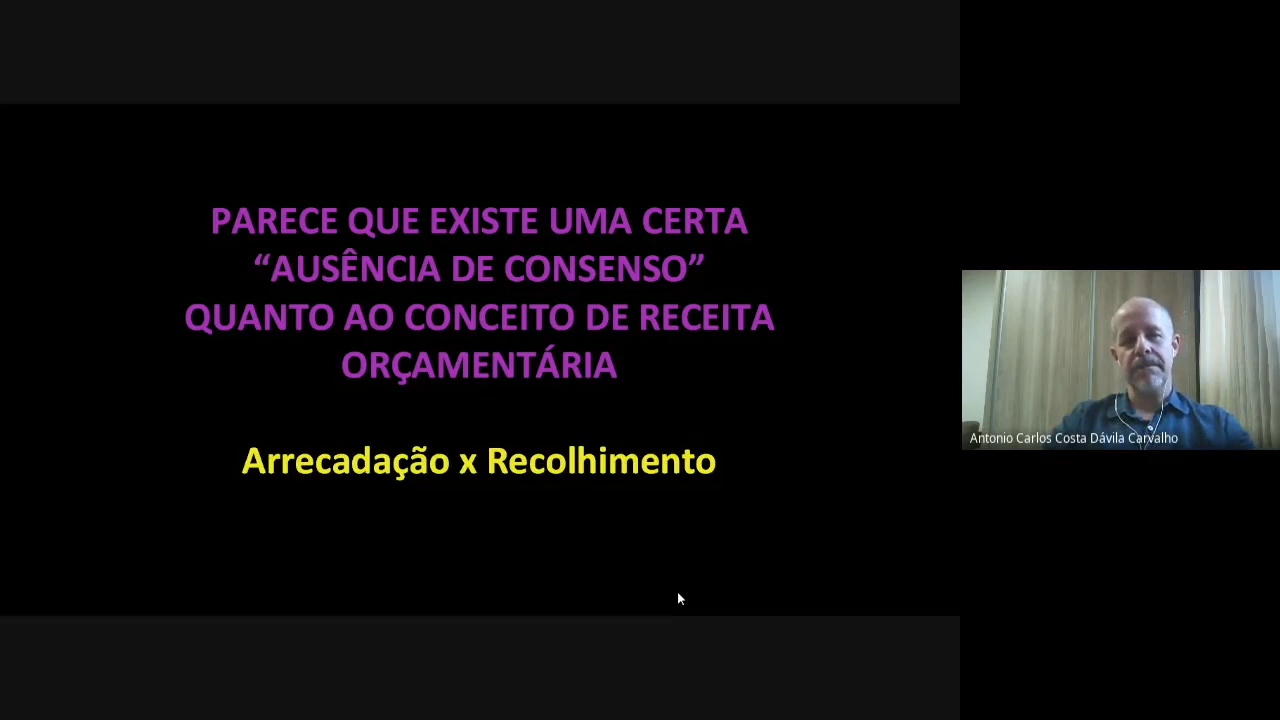 PARECE QUE EXISTE UMA CERTA
“AUSÊNCIA DE CONSENSO”
QUANTO AO CONCEITO DE RECEITA
ORÇAMENTÁRIA
Arrecadação x Recolhimento
Antonio Carlos Costa Dávila Carvalho